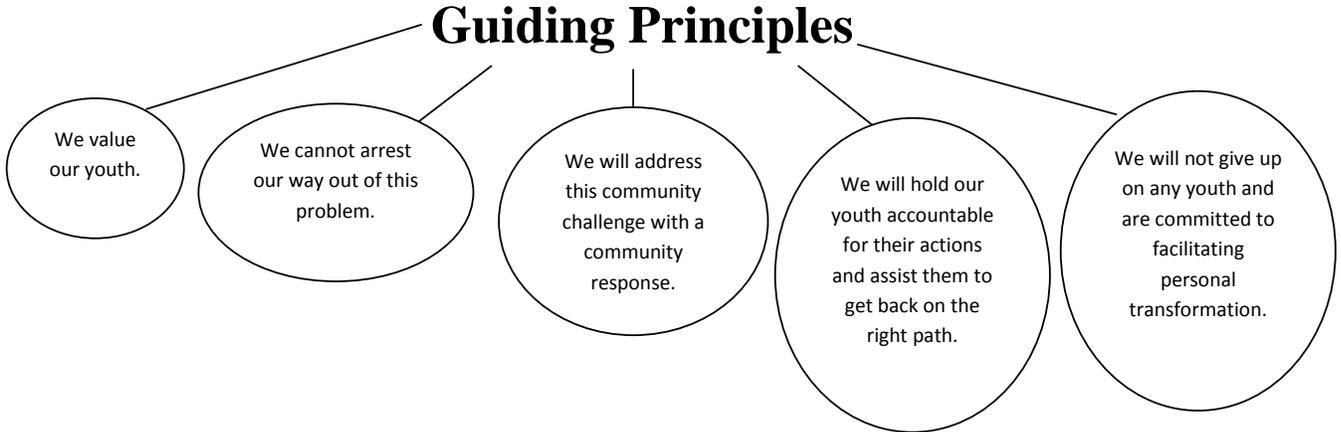 Guiding Principles
We value
our youth.
We cannot arrest
our way out of this
problem.
We will address
this community
challenge with a
community
response.
We will hold our
youth accountable
for their actions
and assist them to
get back on the
right path.
We will not give up
on any youth and
are committed to
facilitating
personal
transformation.